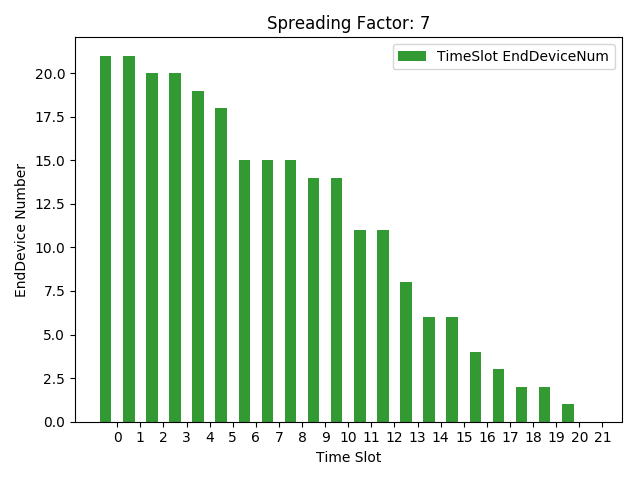 Spreading Factor: 7
TimeSlot EndDeviceNum
EndDevice Number
20.0
17.5
15.0
12.5
10.0
7.5
5.0
2.5
0.0
0 1 2 3 4 5 6 7 8 9 10 11 12 13 14 15 16 17 18 19 20 21
Time Slot